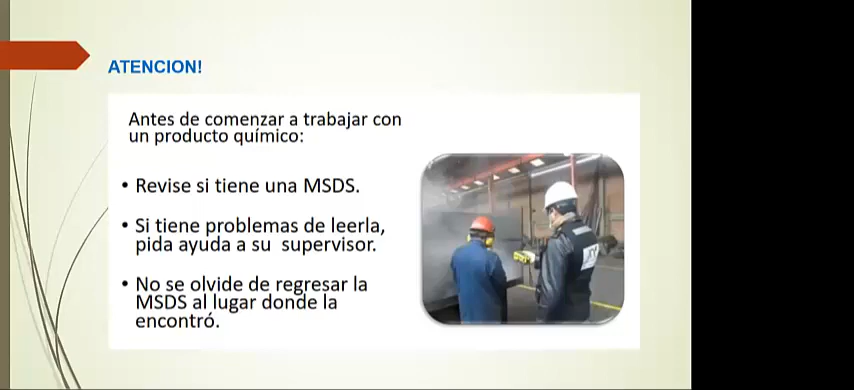 ATENCION!
Antes de comenzar a trabajar con
un producto químico:
• Revise si tiene una MSDS.
• Si tiene problemas de leerla,
pida ayuda a su supervisor.
• No se olvide de regresar la
MSDS al lugar donde la
encontró.